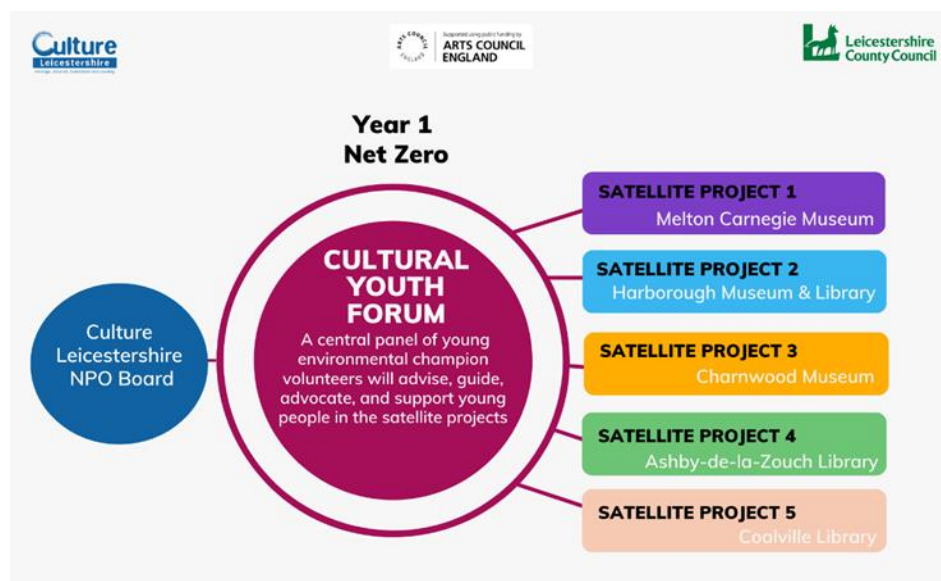 Culture
Leicestershire
Supported using public funding by
ARTS COUNCIL
ENGLAND
Leicestershire
County Council
Year 1
Net Zero
Culture
Leicestershire
NPO Board
CULTURAL
YOUTH
FORUM
A central panel of young
environmental champion
volunteers will advise, guide,
advocate, and support young
people in the satellite projects
SATELLITE PROJECT 1
Melton Carnegie Museum
SATELLITE PROJECT 2
Harborough Museum & Library
SATELLITE PROJECT 3
Charnwood Museum
SATELLITE PROJECT 4
Ashby-de-la-Zouch Library
SATELLITE PROJECT 5
Coalville Library